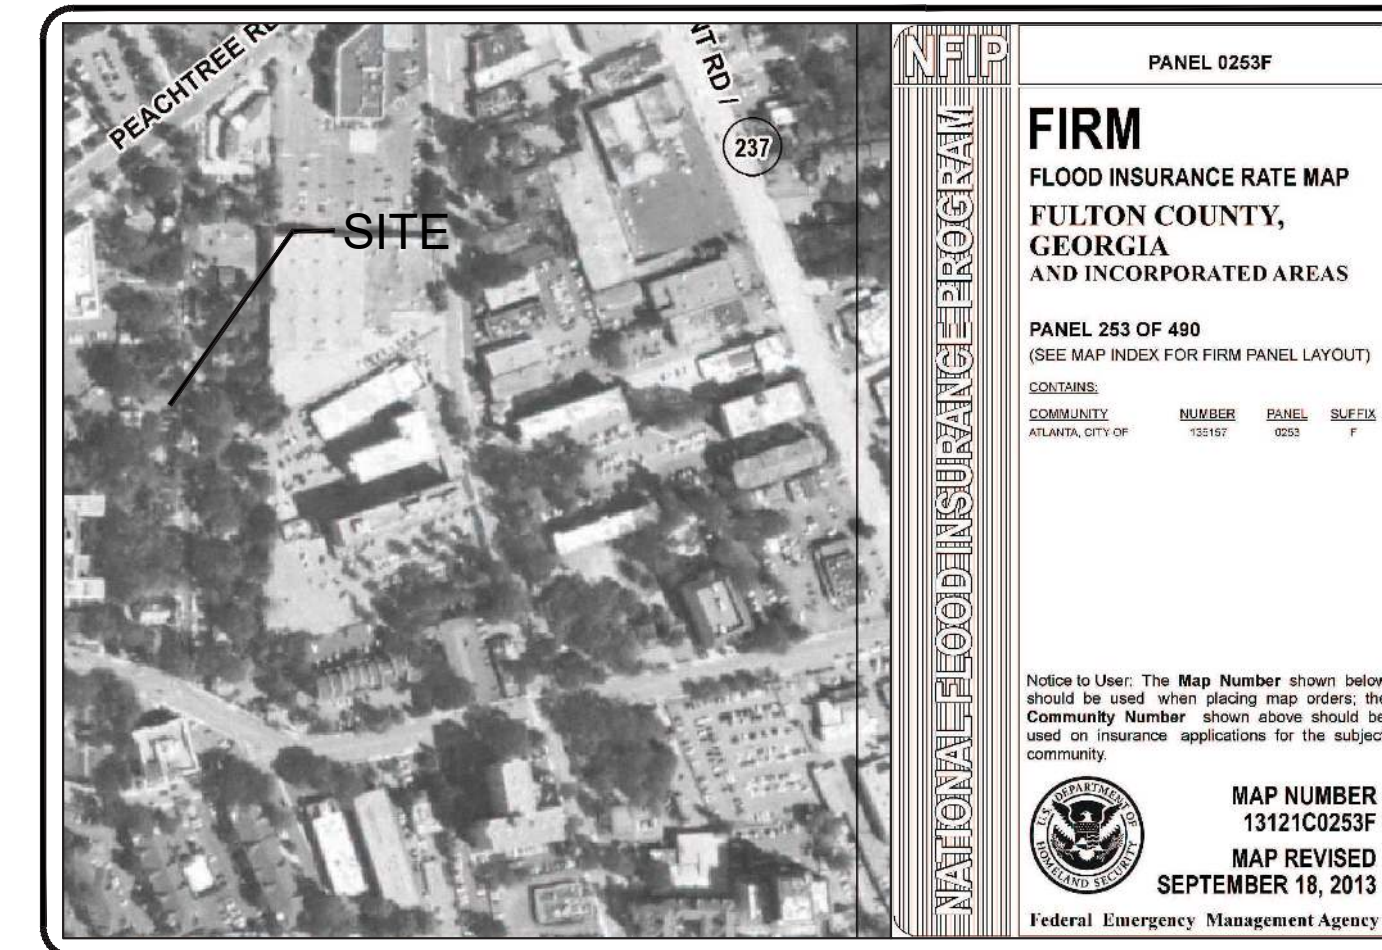 PEACHTREE RD
NT RD /
237
SITE
NFIP
NATIONAL FLOOD INSURANCE PROGRAM
PANEL 0253F
FIRM
FLOOD INSURANCE RATE MAP
FULTON COUNTY,
GEORGIA
AND INCORPORATED AREAS
PANEL 253 OF 490
(SEE MAP INDEX FOR FIRM PANEL LAYOUT)
CONTAINS:
COMMUNITY NUMBER PANEL SUFFIX
ATLANTA, CITY OF 135157 0253 F
Notice to User: The Map Number shown below
should be used when placing map orders; the
Community Number shown above should be
used on insurance applications for the subject
community.
U.S. DEPARTMENT OF HOMELAND SECURITY
MAP NUMBER
13121C0253F
MAP REVISED
SEPTEMBER 18, 2013
Federal Emergency Management Agency